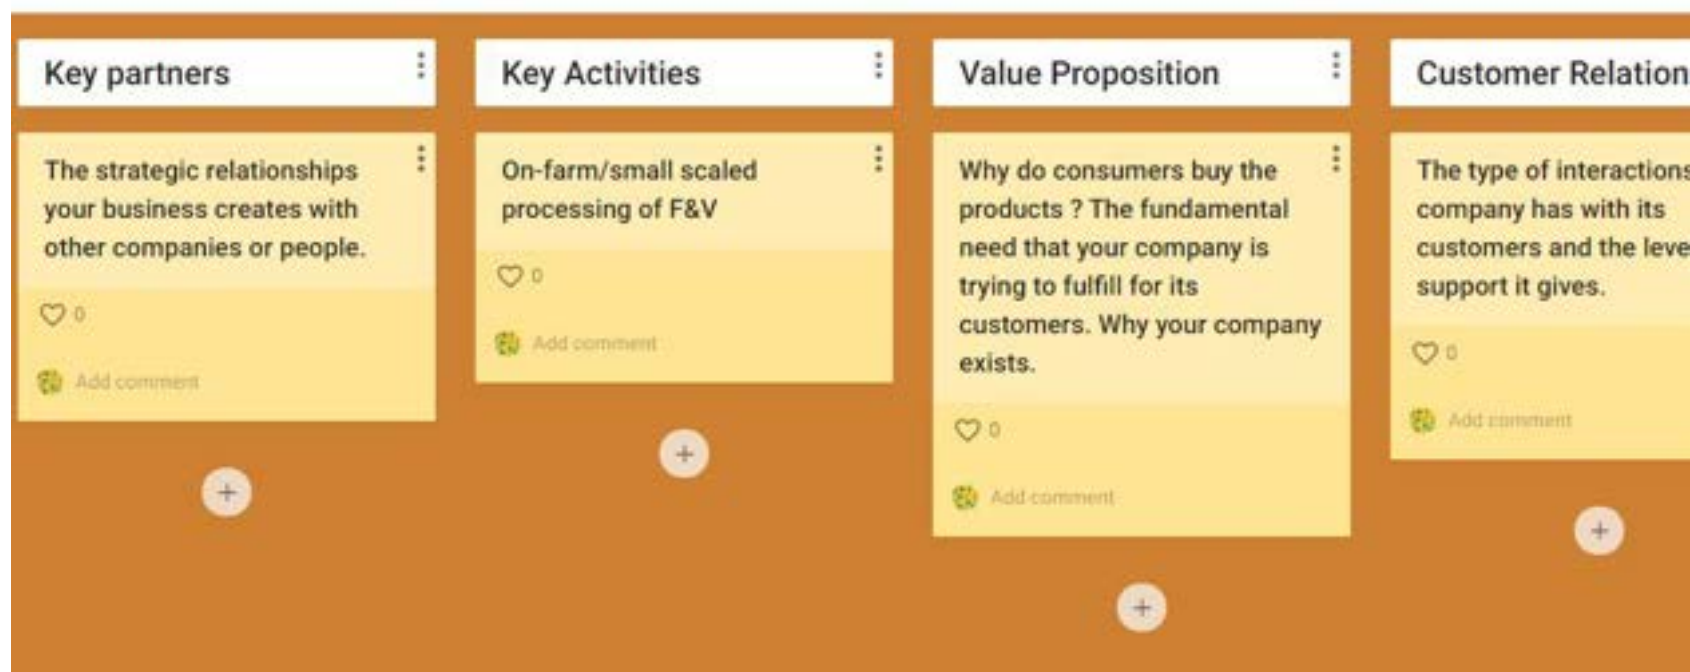 Key partners
The strategic relationships
your business creates with
other companies or people.
0
Add comment
Key Activities
On-farm/small scaled
processing of F&V
0
Add comment
Value Proposition
Why do consumers buy the
products ? The fundamental
need that your company is
trying to fulfill for its
customers. Why your company
exists.
0
Add comment
Customer Relation
The type of interactions
company has with its
customers and the leve
support it gives.
0
Add comment